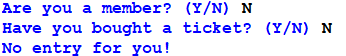 Are you a member? (Y/N) N
Have you bought a ticket? (Y/N) N
No entry for you!